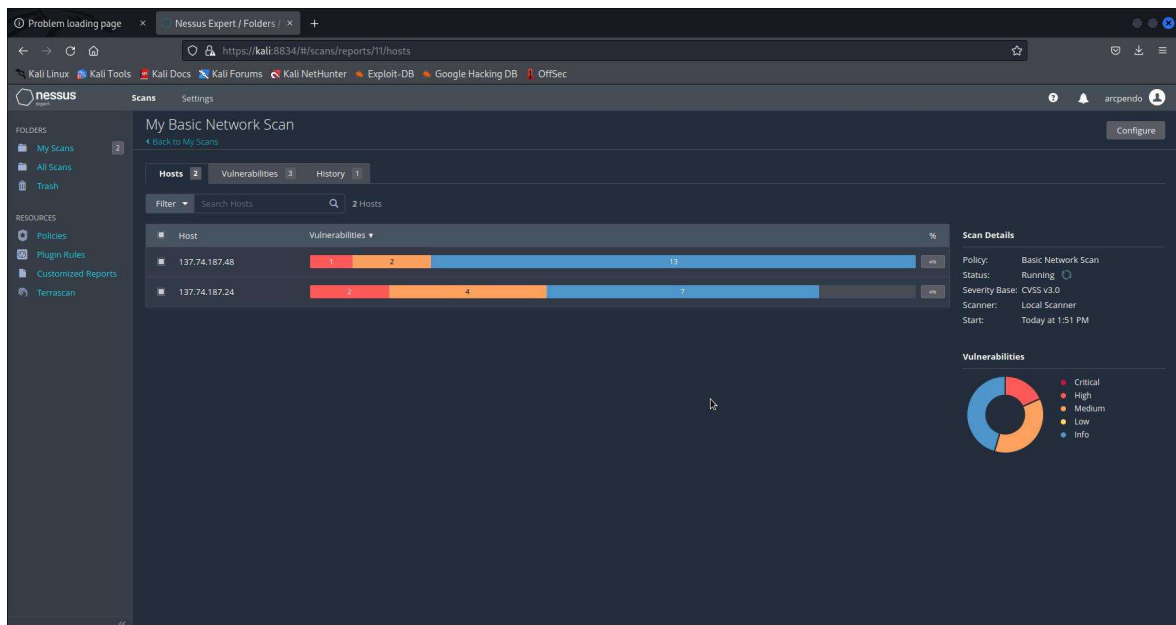 Problem loading page × Nessus Expert / Folders / × +
https://kali:8834/#/scans/reports/11/hosts
Kali Linux Kali Tools Kali Docs Kali Forums Kali NetHunter Exploit-DB Google Hacking DB OffSec
nessus expert Scans Settings arcpendo
FOLDERS
My Scans 2
All Scans
Trash
RESOURCES
Policies
Plugin Rules
Customized Reports
Terrascan
My Basic Network Scan
Back to My Scans
Configure
Hosts 2 Vulnerabilities 3 History 1
Filter Search Hosts 2 Hosts
Host Vulnerabilities %
137.74.187.48 1 2 13 4%
137.74.187.24 2 4 7 4%
Scan Details
Policy: Basic Network Scan
Status: Running
Severity Base: CVSS v3.0
Scanner: Local Scanner
Start: Today at 1:51 PM
Vulnerabilities
Critical
High
Medium
Low
Info